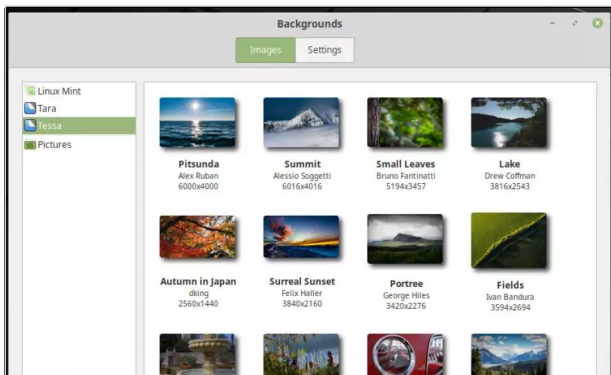 Backgrounds
Images Settings
Linux Mint
Tara
Tessa
Pictures
Pitsunda
Alex Ruban
6000x4000
Summit
Alessio Soggetti
6016x4016
Small Leaves
Bruno Fantinatti
5194x3457
Lake
Drew Coffman
3816x2543
Autumn in Japan
dking
2560x1440
Surreal Sunset
Felix Haller
3840x2160
Portree
George Hiles
3420x2276
Fields
Ivan Bandura
3594x2694